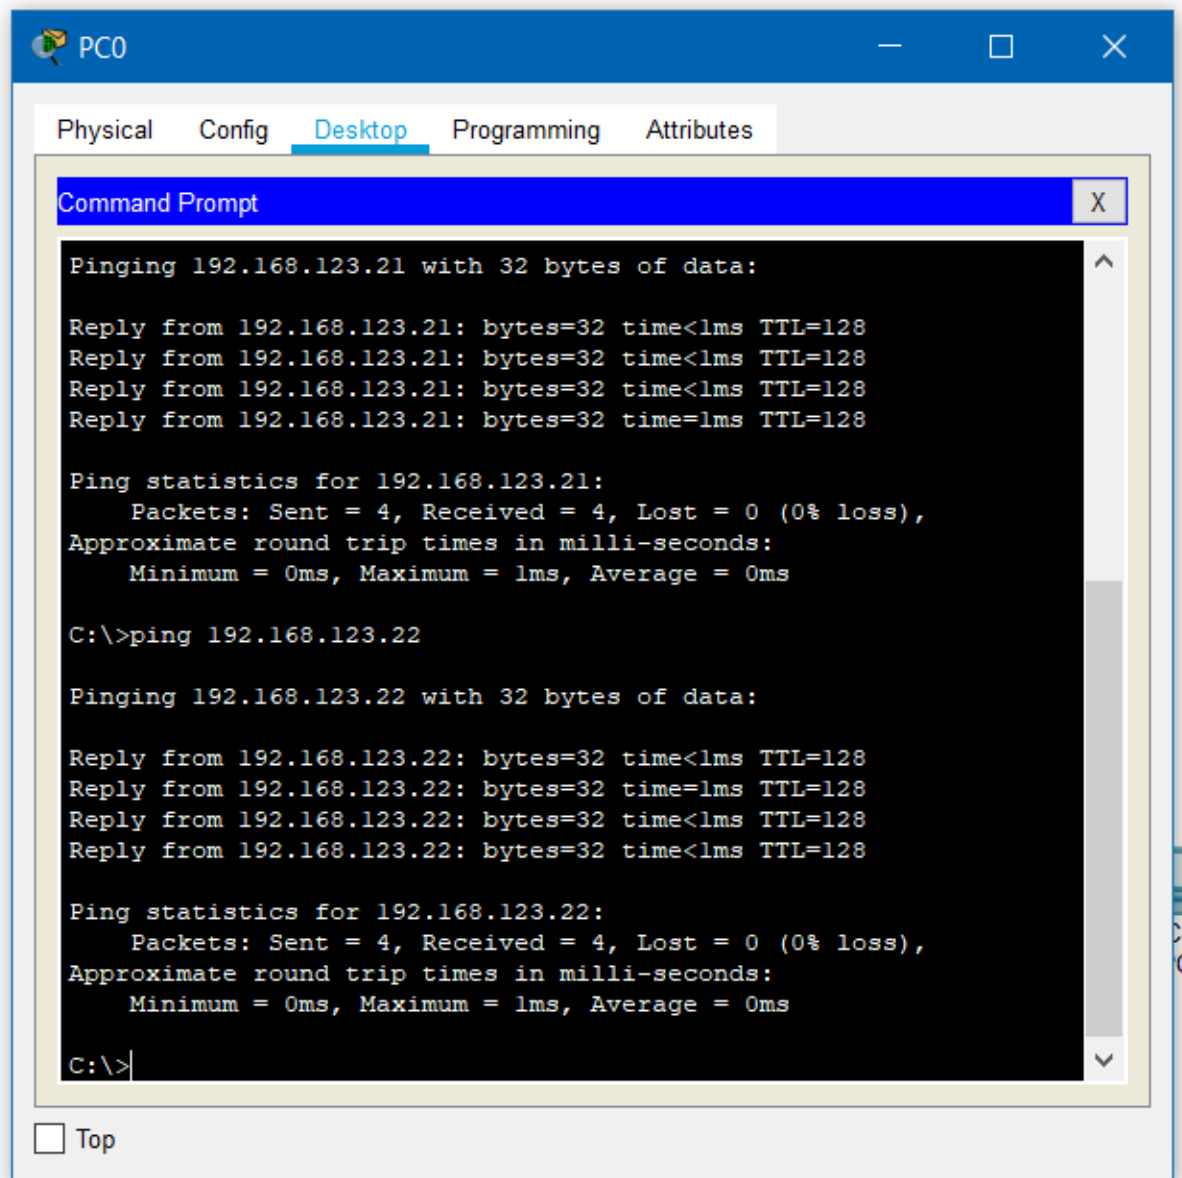 PC0
Physical Config Desktop Programming Attributes
Command Prompt X
Pinging 192.168.123.21 with 32 bytes of data:
Reply from 192.168.123.21: bytes=32 time<1ms TTL=128
Reply from 192.168.123.21: bytes=32 time<1ms TTL=128
Reply from 192.168.123.21: bytes=32 time<1ms TTL=128
Reply from 192.168.123.21: bytes=32 time=1ms TTL=128
Ping statistics for 192.168.123.21:
    Packets: Sent = 4, Received = 4, Lost = 0 (0% loss),
Approximate round trip times in milli-seconds:
    Minimum = 0ms, Maximum = 1ms, Average = 0ms
C:\>ping 192.168.123.22
Pinging 192.168.123.22 with 32 bytes of data:
Reply from 192.168.123.22: bytes=32 time<1ms TTL=128
Reply from 192.168.123.22: bytes=32 time=1ms TTL=128
Reply from 192.168.123.22: bytes=32 time<1ms TTL=128
Reply from 192.168.123.22: bytes=32 time<1ms TTL=128
Ping statistics for 192.168.123.22:
    Packets: Sent = 4, Received = 4, Lost = 0 (0% loss),
Approximate round trip times in milli-seconds:
    Minimum = 0ms, Maximum = 1ms, Average = 0ms
C:\>
Top